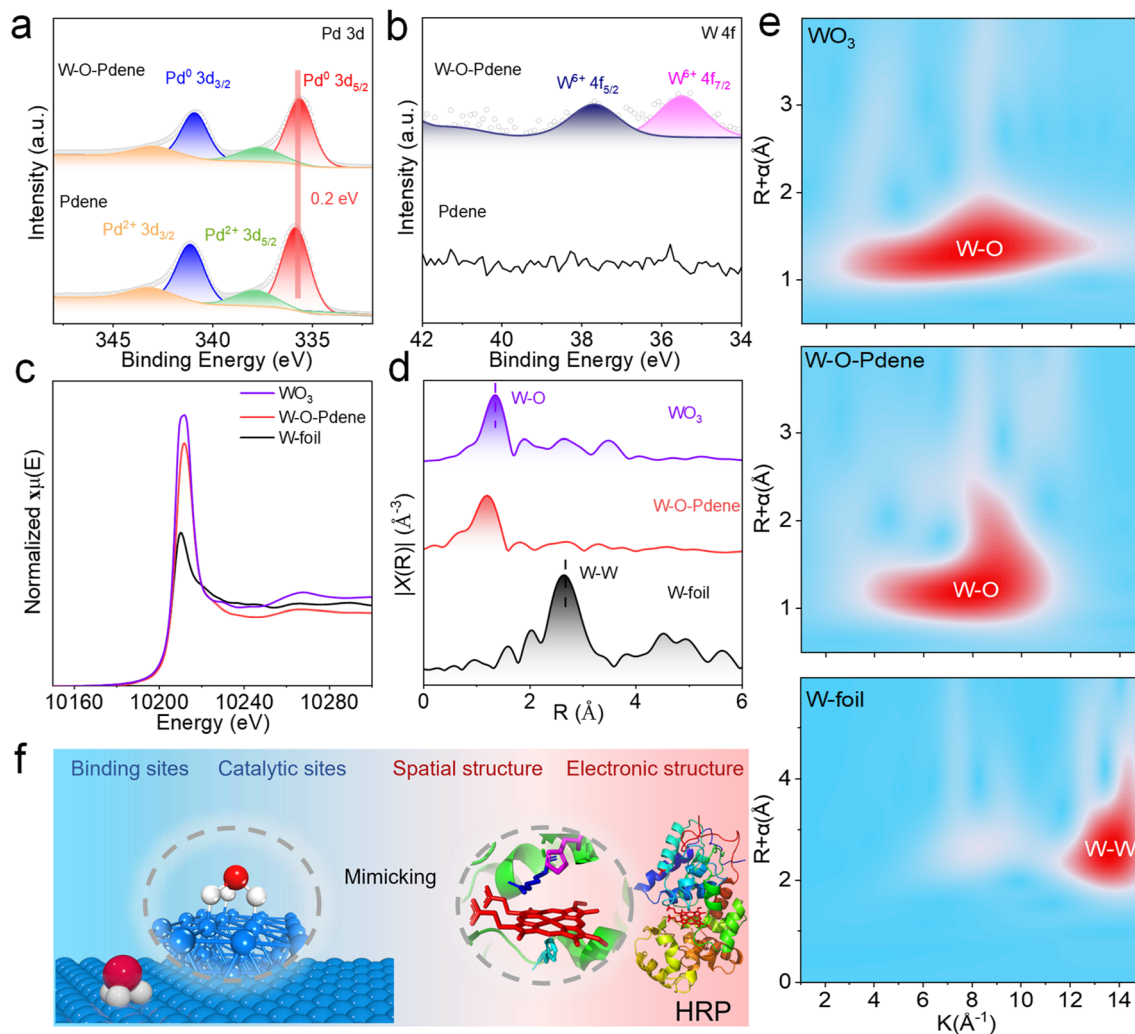 a
Pd 3d
W-O-Pdene
Pd⁰ 3d₃/₂
Pd⁰ 3d₅/₂
0.2 eV
Pdene
Pd²⁺ 3d₃/₂
Pd²⁺ 3d₅/₂
Intensity (a.u.)
345 340 335
Binding Energy (eV)
b
W 4f
W-O-Pdene
W⁶⁺ 4f₅/₂
W⁶⁺ 4f₇/₂
Pdene
Intensity (a.u.)
42 40 38 36 34
Binding Energy (eV)
c
WO₃
W-O-Pdene
W-foil
Normalized xμ(E)
10160 10200 10240 10280
Energy (eV)
d
W-O
WO₃
W-O-Pdene
W-W
W-foil
|X(R)| (Å⁻³)
0 2 4 6
R (Å)
e
WO₃
W-O
R+α(Å)
3
2
1
W-O-Pdene
W-O
R+α(Å)
3
2
1
W-foil
W-W
R+α(Å)
4
2
0
2 4 6 8 10 12 14
K(Å⁻¹)
f
Binding sites
Catalytic sites
Spatial structure
Electronic structure
Mimicking
HRP